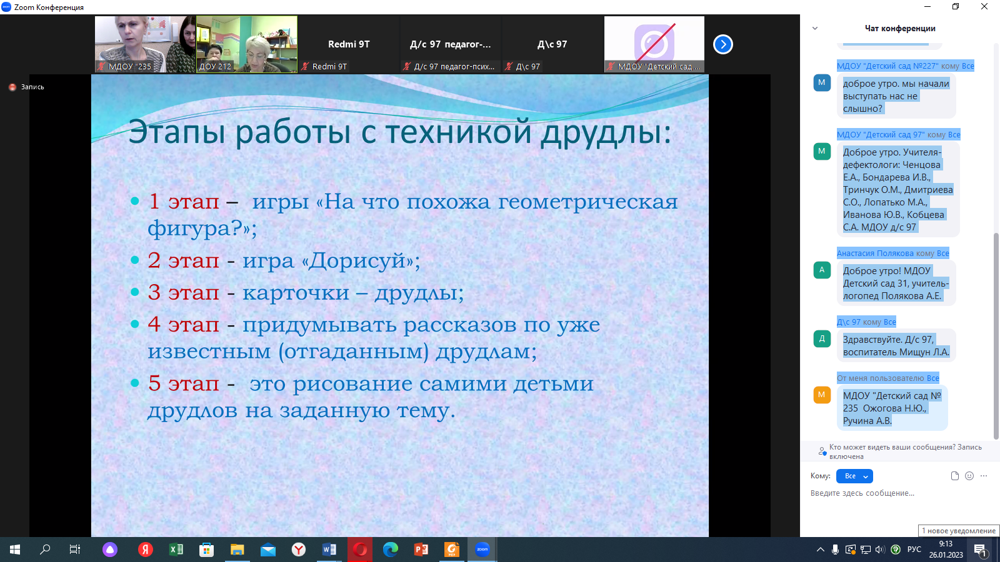 Zoom Конференция
МДОУ "235
ДОУ 212
Redmi 9T
Redmi 9T
Д/с 97 педагог-...
Д/с 97 педагог-псих...
Д\с 97
Д\с 97
МДОУ "Детский сад ...
Запись
Этапы работы с техникой друдлы:
1 этап – игры «На что похожа геометрическая
фигура?»;
2 этап - игра «Дорисуй»;
3 этап - карточки – друдлы;
4 этап - придумывать рассказов по уже
известным (отгаданным) друдлам;
5 этап - это рисование самими детьми
друдлов на заданную тему.
Чат конференции
МДОУ "Детский сад №227" кому Все
М
доброе утро. мы начали
выступать нас не
слышно?
МДОУ "Детский сад 97" кому Все
М
Доброе утро. Учителя-
дефектологи: Ченцова
Е.А., Бондарева И.В.,
Тринчук О.М., Дмитриева
С.О., Лопатько М.А.,
Иванова Ю.В., Кобцева
С.А. МДОУ д/с 97
Анастасия Полякова кому Все
А
Доброе утро! МДОУ
Детский сад 31, учитель-
логопед Полякова А.Е.
Д\с 97 кому Все
Д
Здравствуйте. Д/с 97,
воспитатель Мищун Л.А.
От меня пользователю Все
М
МДОУ "Детский сад №
235 Ожогова Н.Ю.,
Ручина А.В.
Кто может видеть ваши сообщения? Запись
включена
Кому: Все
Введите здесь сообщение...
1 новое уведомление
zoom
РУС
9:13
26.01.2023
1